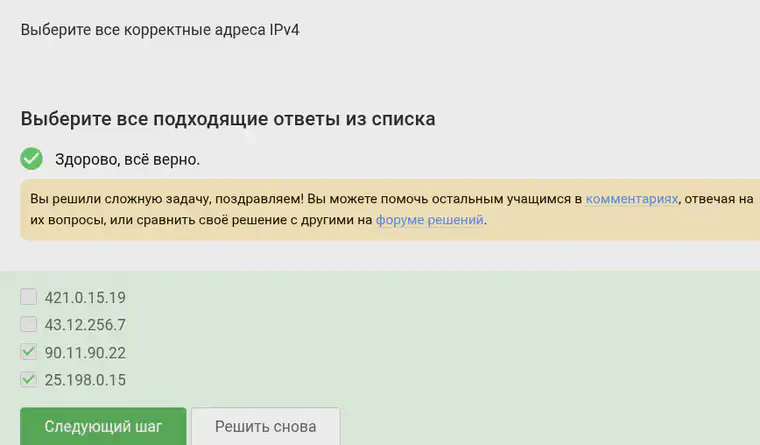 Выберите все корректные адреса IPv4
Выберите все подходящие ответы из списка
Здорово, всё верно.
Вы решили сложную задачу, поздравляем! Вы можете помочь остальным учащимся в комментариях, отвечая на
их вопросы, или сравнить своё решение с другими на форуме решений.
421.0.15.19
43.12.256.7
90.11.90.22
25.198.0.15
Следующий шаг
Решить снова